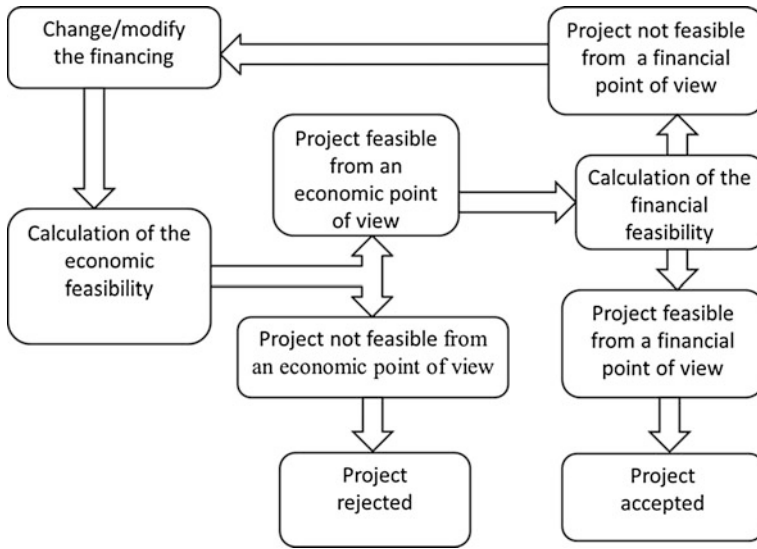 Change/modify
the financing
Project not feasible
from a financial
point of view
Project feasible
from an
economic point
of view
Calculation of the
financial
feasibility
Calculation of the
economic
feasibility
Project not feasible from
an economic point of view
Project feasible
from a financial
point of view
Project
rejected
Project
accepted